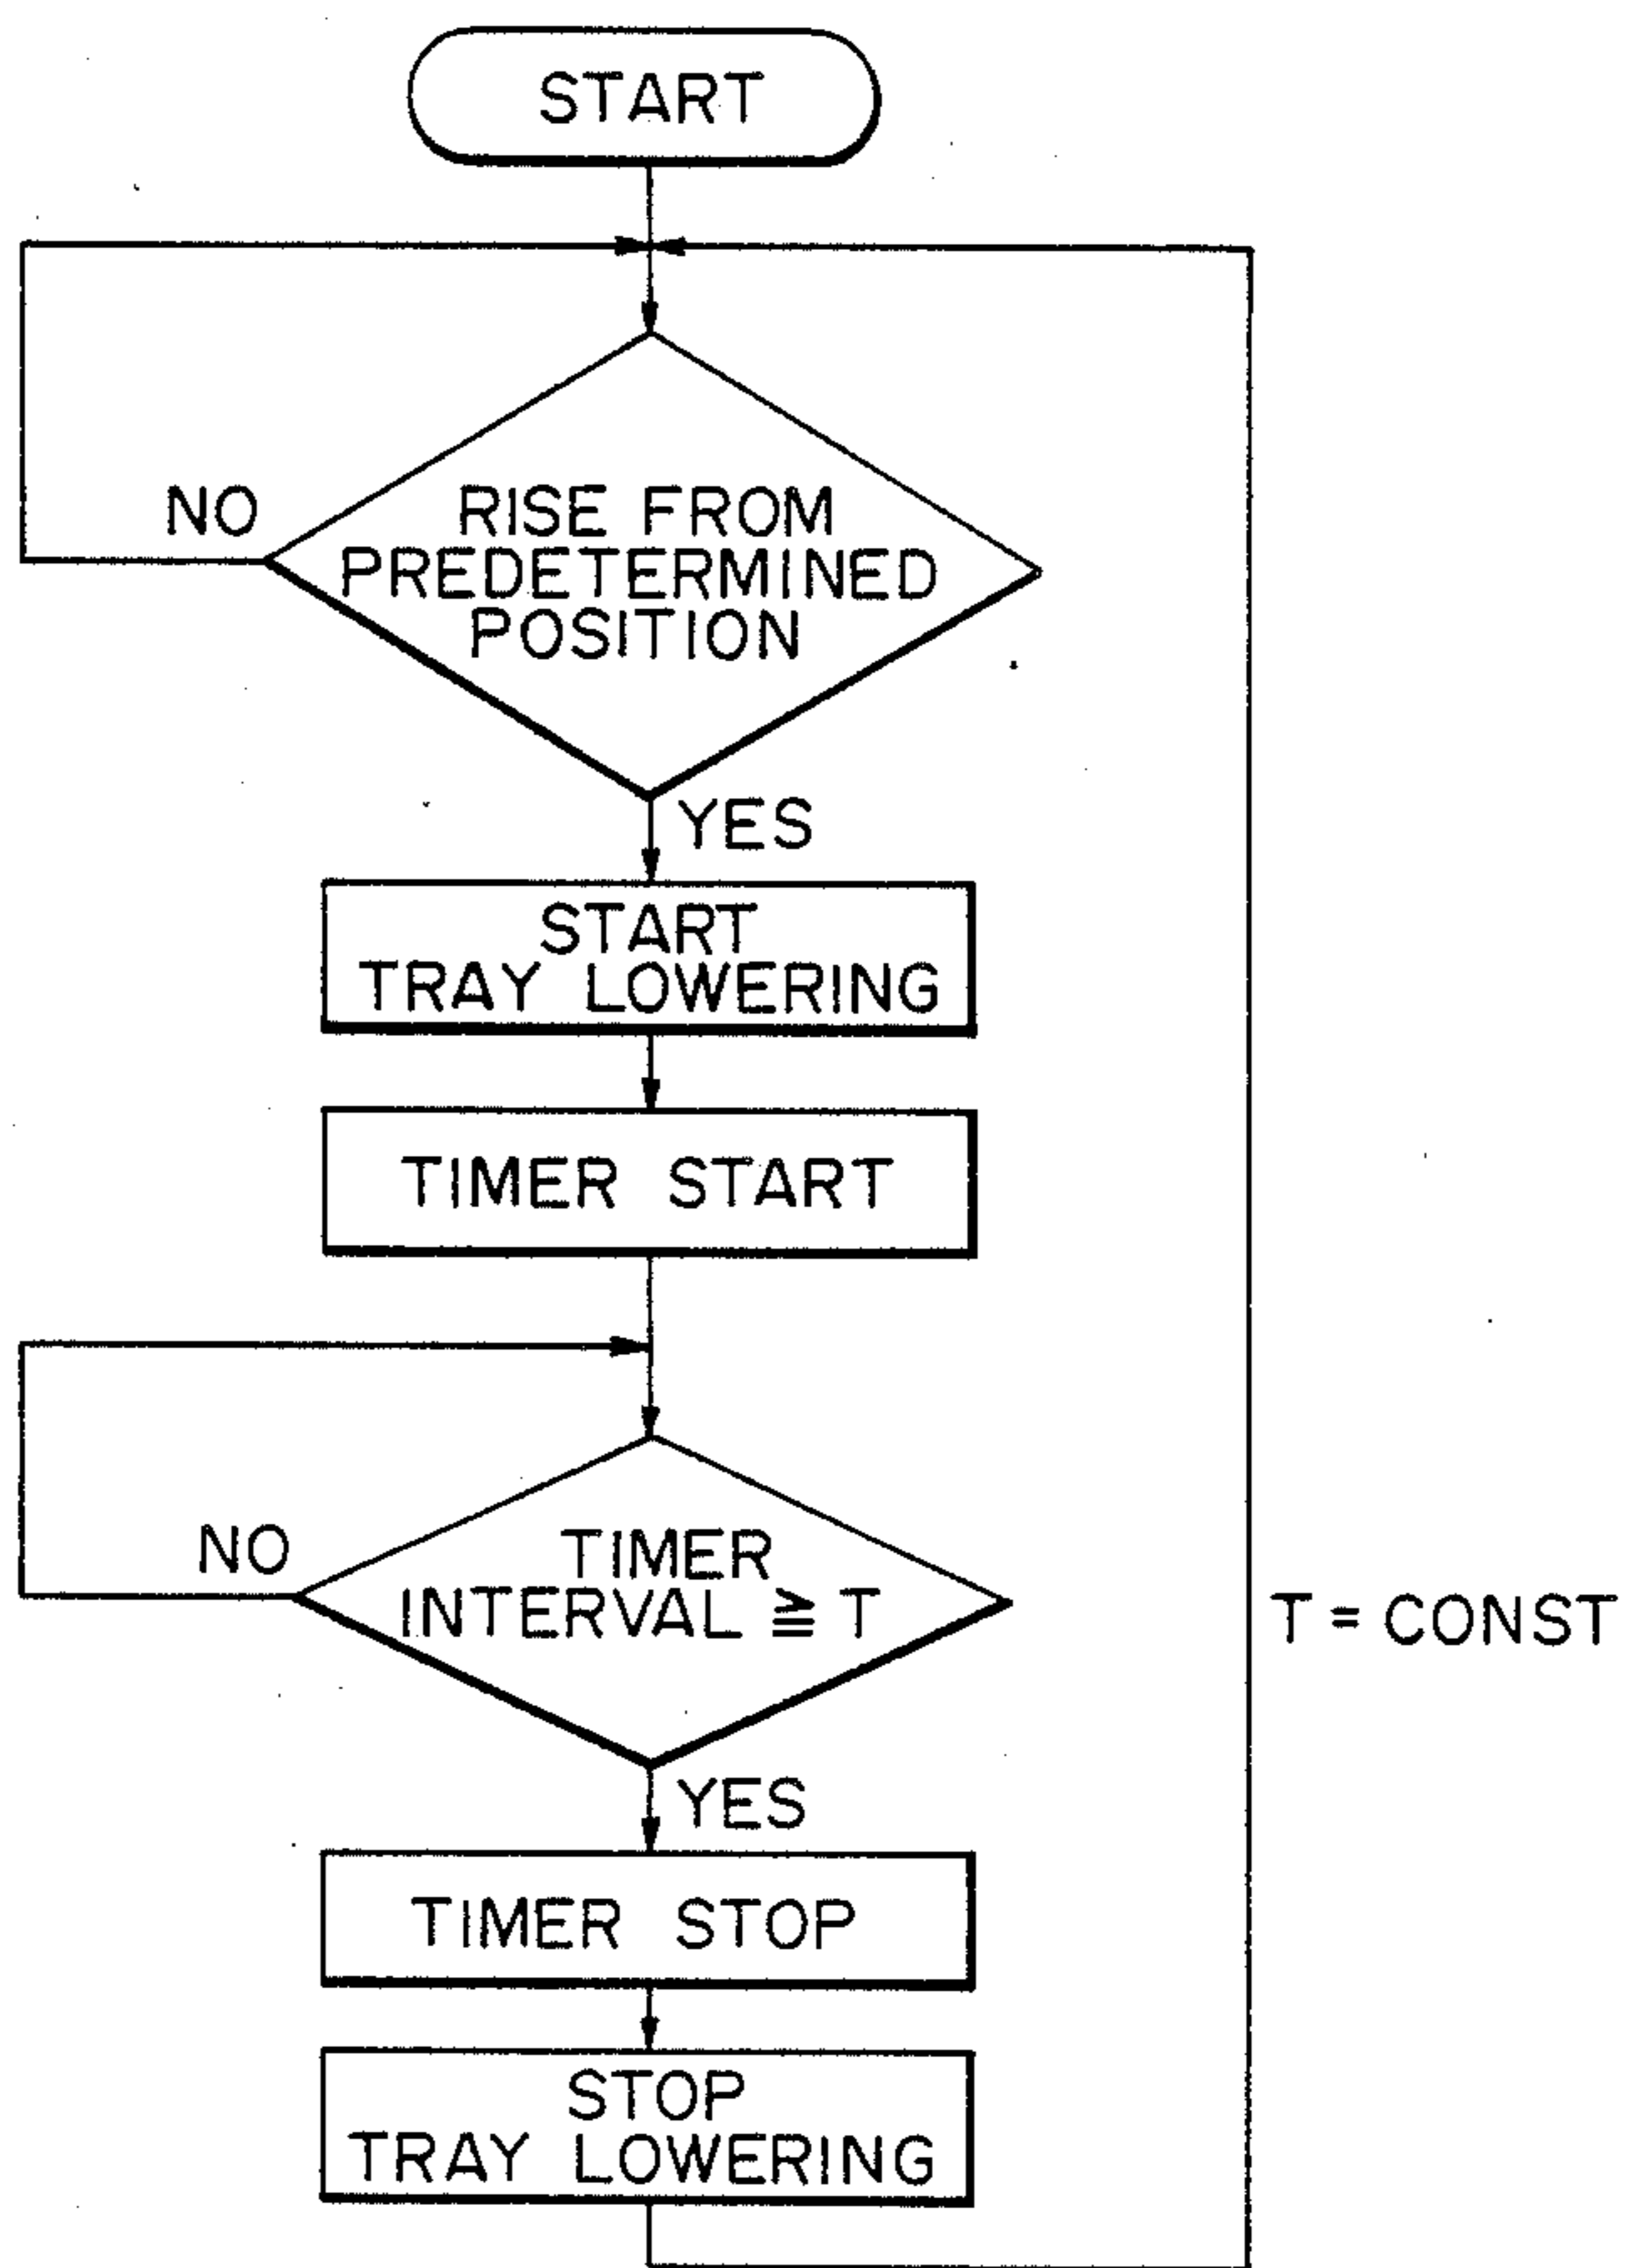 START
NO
RISE FROM
PREDETERMINED
POSITION
YES
START
TRAY LOWERING
TIMER START
NO
TIMER
INTERVAL ≧ T
T = CONST
YES
TIMER STOP
STOP
TRAY LOWERING